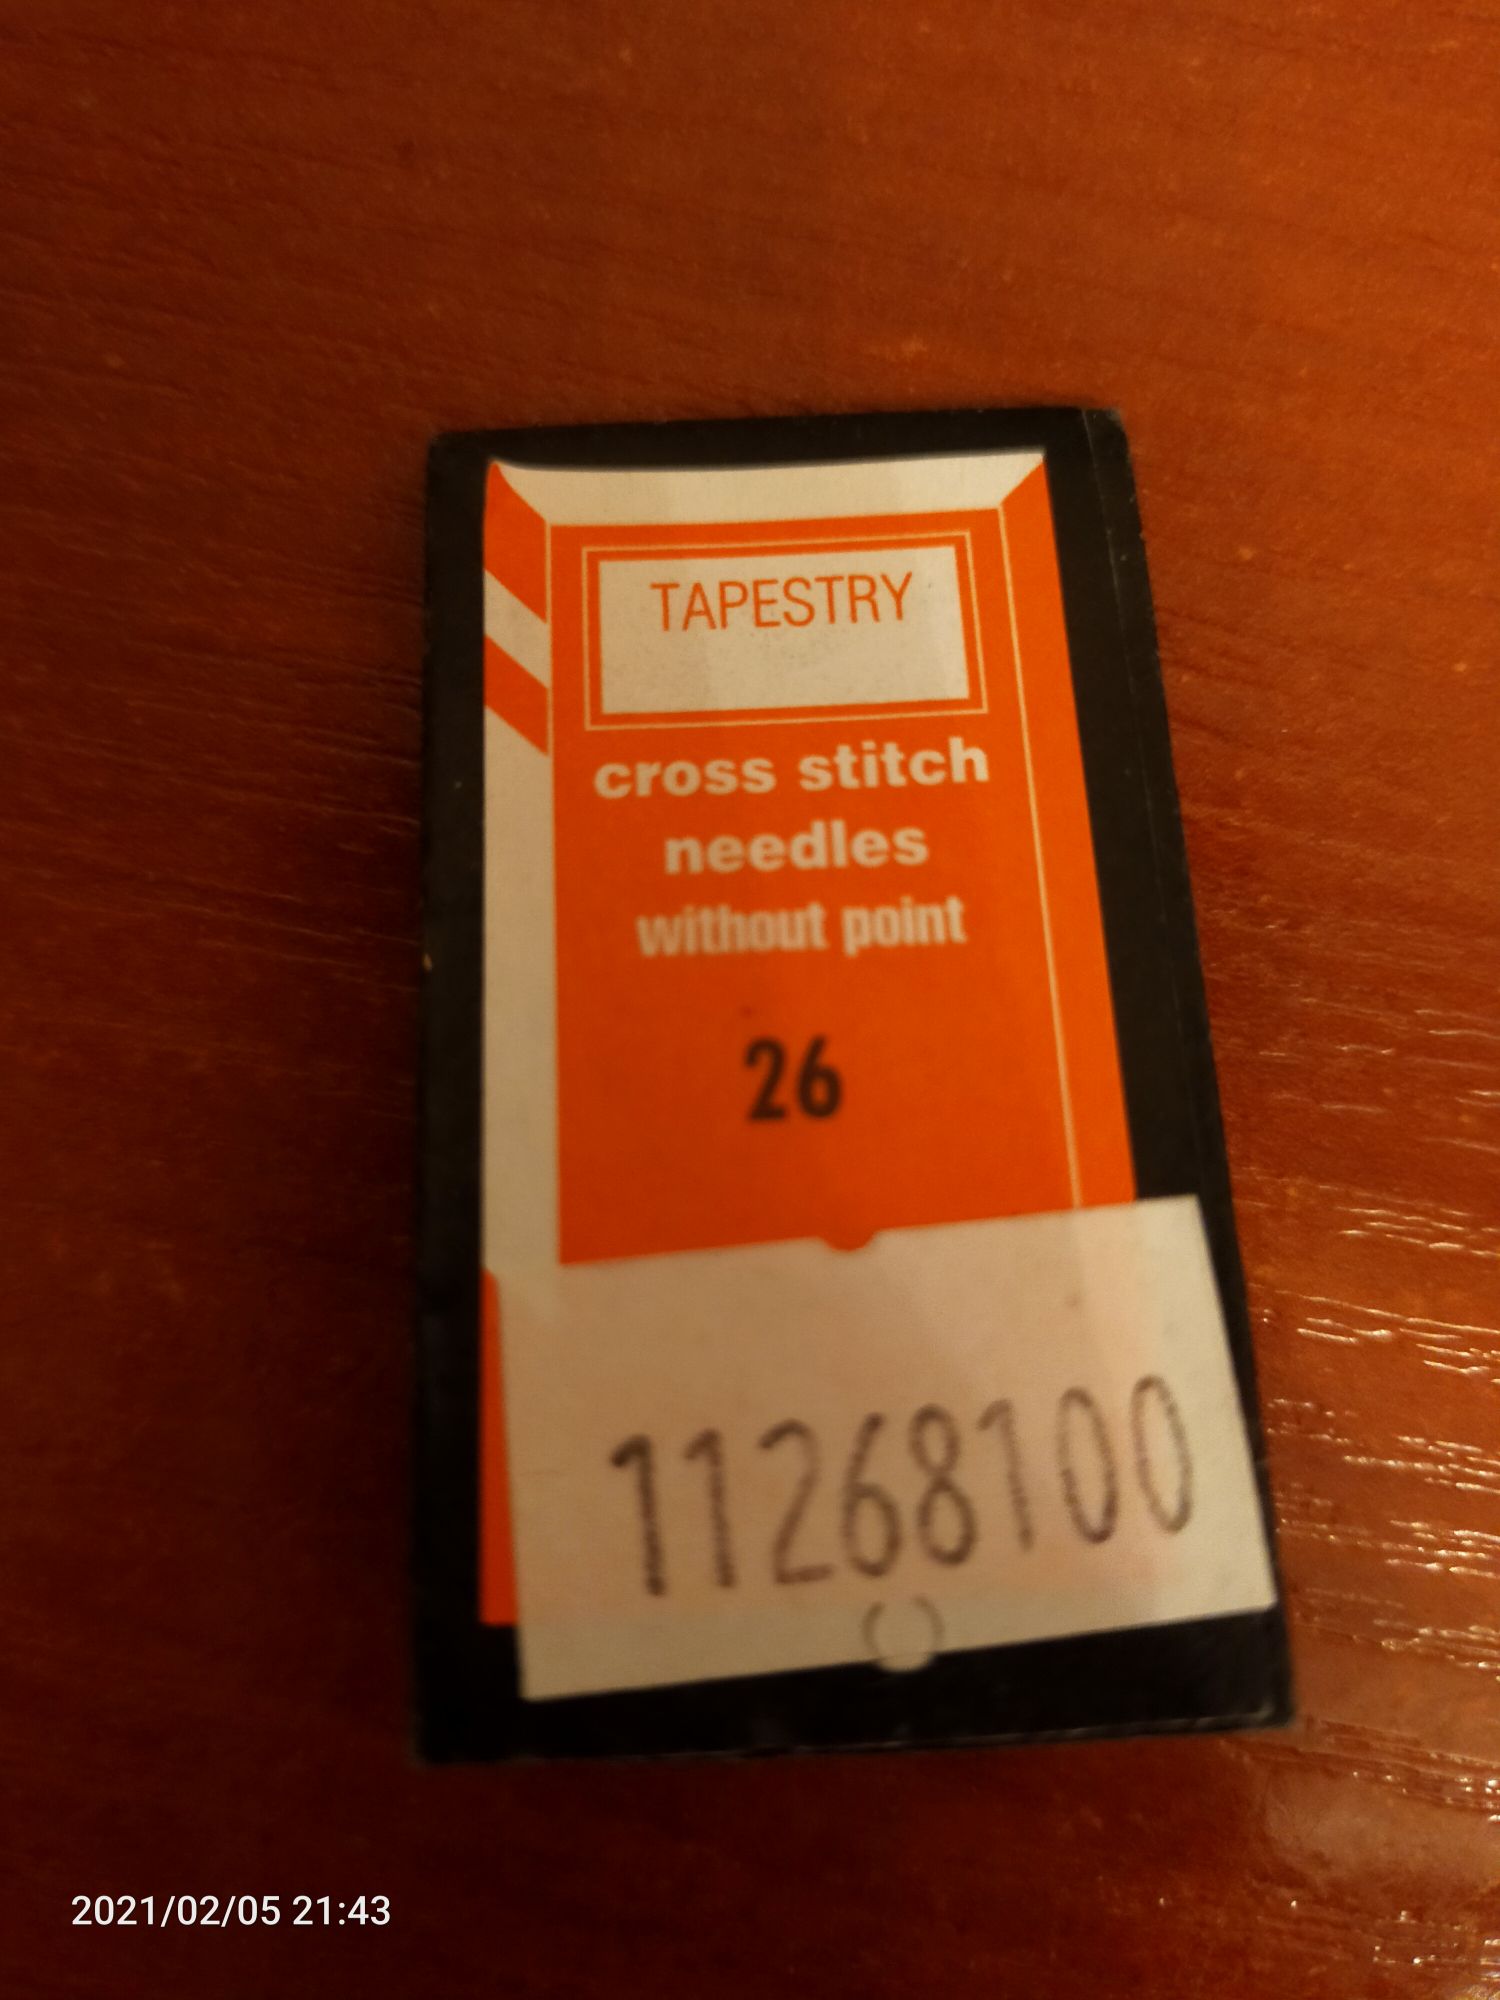 TAPESTRY
cross stitch
needles
without point
26
11268100
2021/02/05 21:43